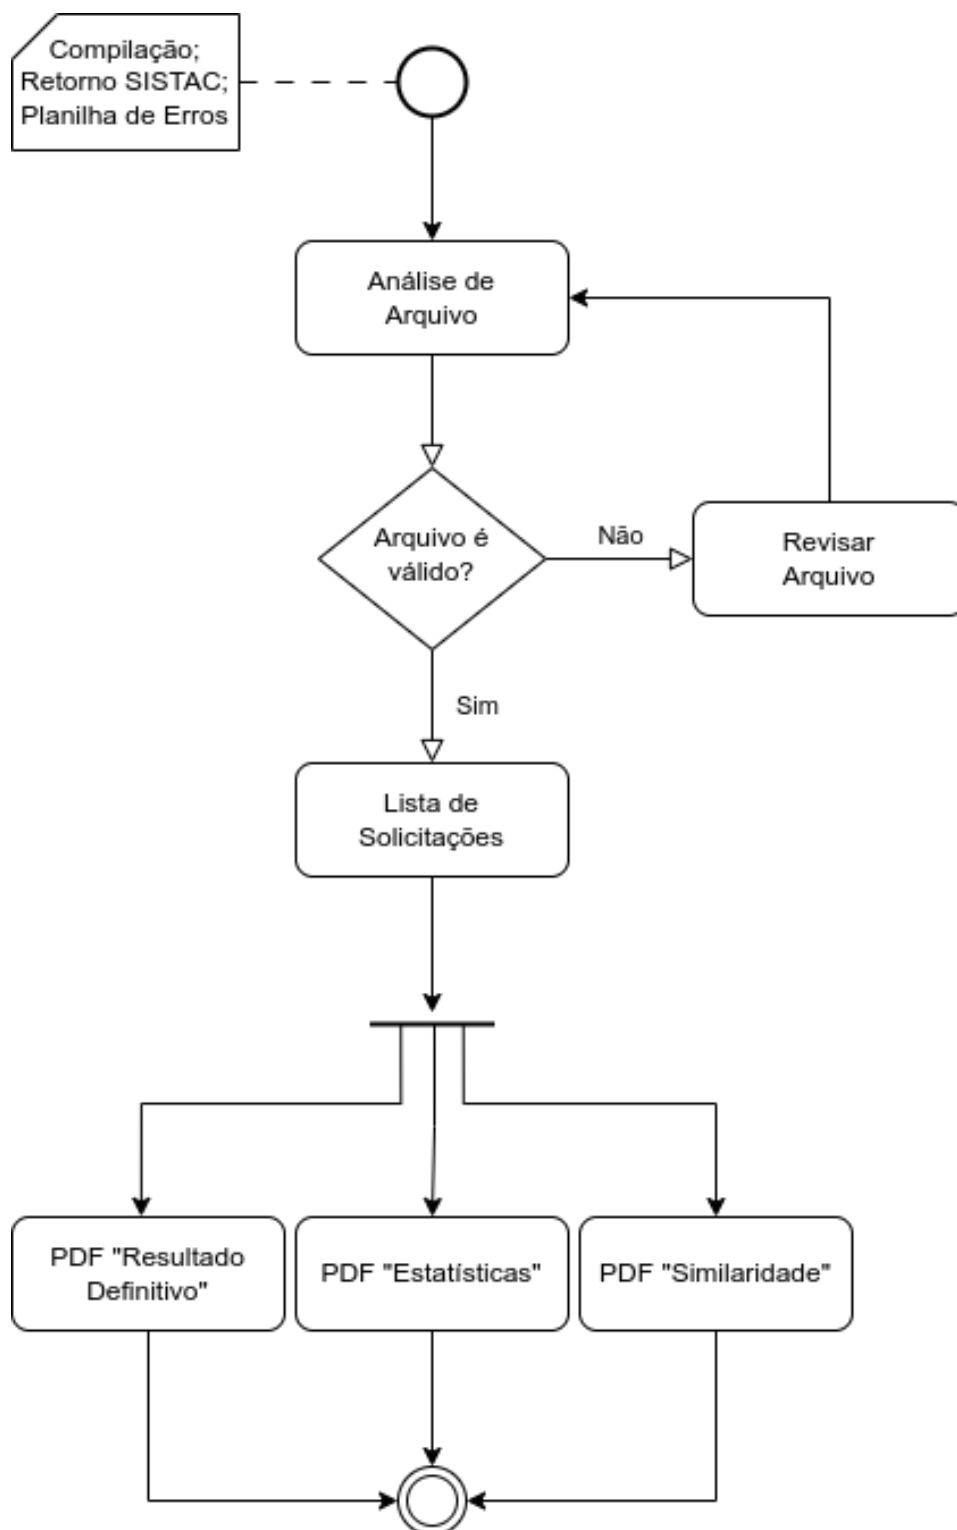 Compilação;
Retorno SISTAC;
Planilha de Erros
Análise de
Arquivo
Arquivo é
válido?
Não
Revisar
Arquivo
Sim
Lista de
Solicitações
PDF "Resultado
Definitivo"
PDF "Estatísticas"
PDF "Similaridade"